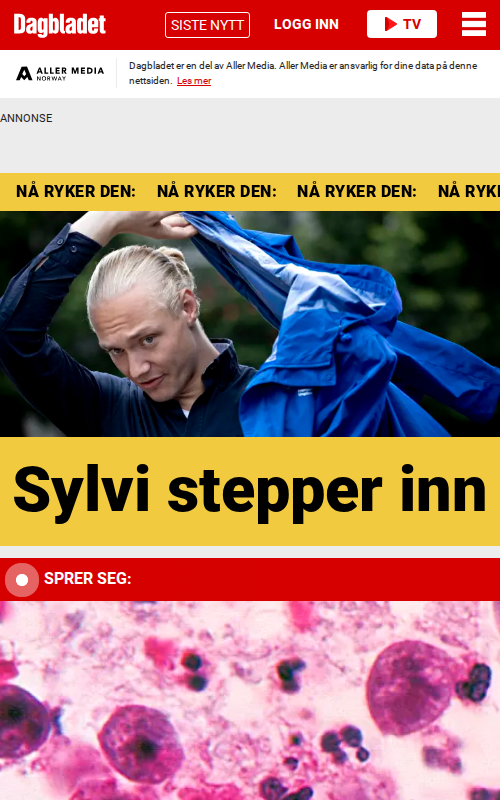 Dagbladet
SISTE NYTT
LOGG INN
TV
ALLER MEDIA
NORWAY
Dagbladet er en del av Aller Media. Aller Media er ansvarlig for dine data på denne
nettsiden. Les mer
ANNONSE
NÅ RYKER DEN: NÅ RYKER DEN: NÅ RYKER DEN: NÅ RYK
Sylvi stepper inn
SPRER SEG: